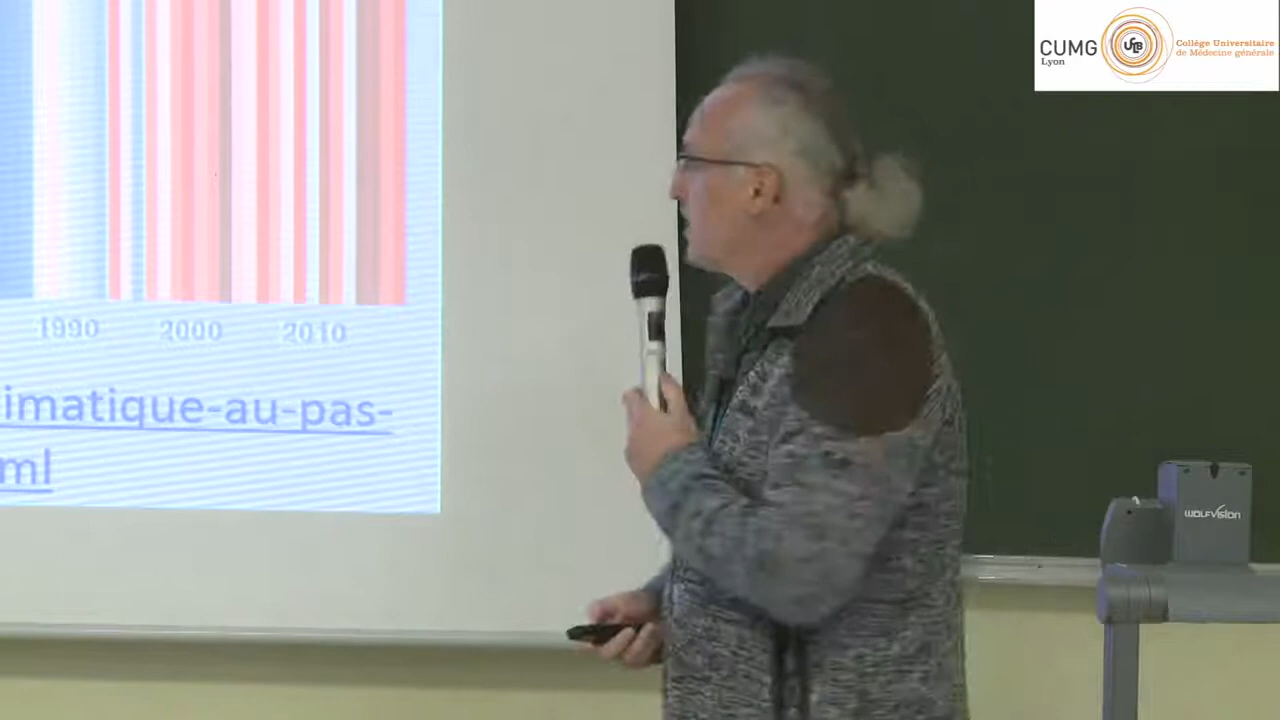 1990 2000 2010
imatique-au-pas-
ml
CUMG
Lyon
Collège Universitaire
de Médecine générale
WOLFVISION